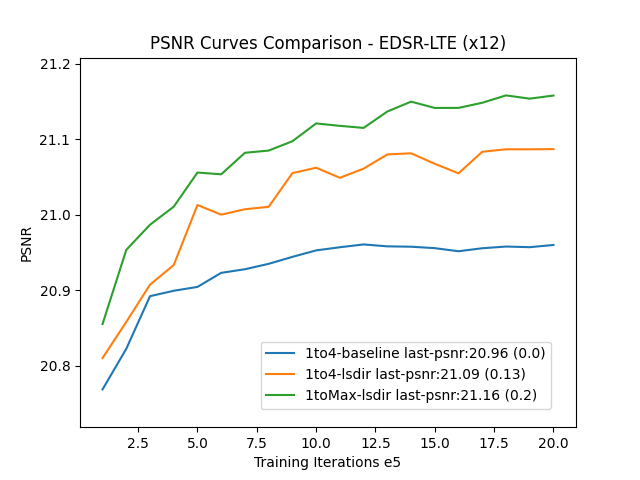 PSNR Curves Comparison - EDSR-LTE (x12)
21.2
21.1
21.0
20.9
20.8
PSNR
1to4-baseline last-psnr:20.96 (0.0)
1to4-lsdir last-psnr:21.09 (0.13)
1toMax-lsdir last-psnr:21.16 (0.2)
2.5 5.0 7.5 10.0 12.5 15.0 17.5 20.0
Training Iterations e5